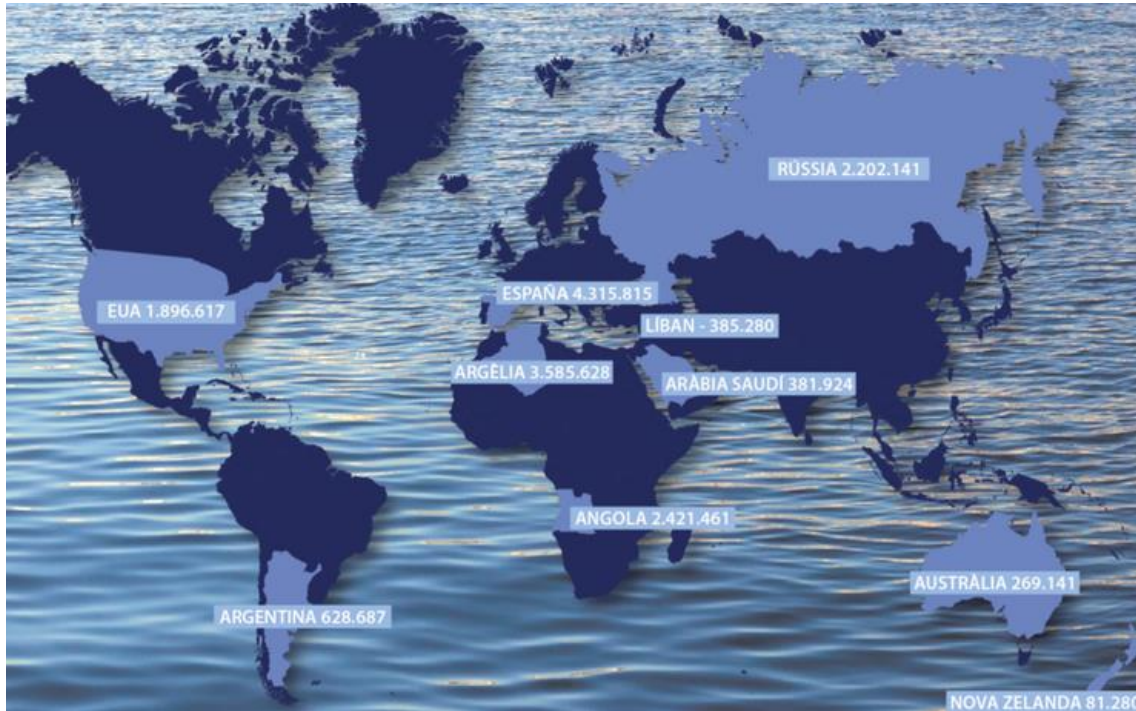 RÚSSIA 2.202.141
ESPAÑA 4.315.815
EUA 1.896.617
LÍBAN - 385.280
ARGÈLIA 3.585.628
ARÀBIA SAUDÍ 381.924
ANGOLA 2.421.461
AUSTRÀLIA 269.141
ARGENTINA 628.687
NOVA ZELANDA 81.280